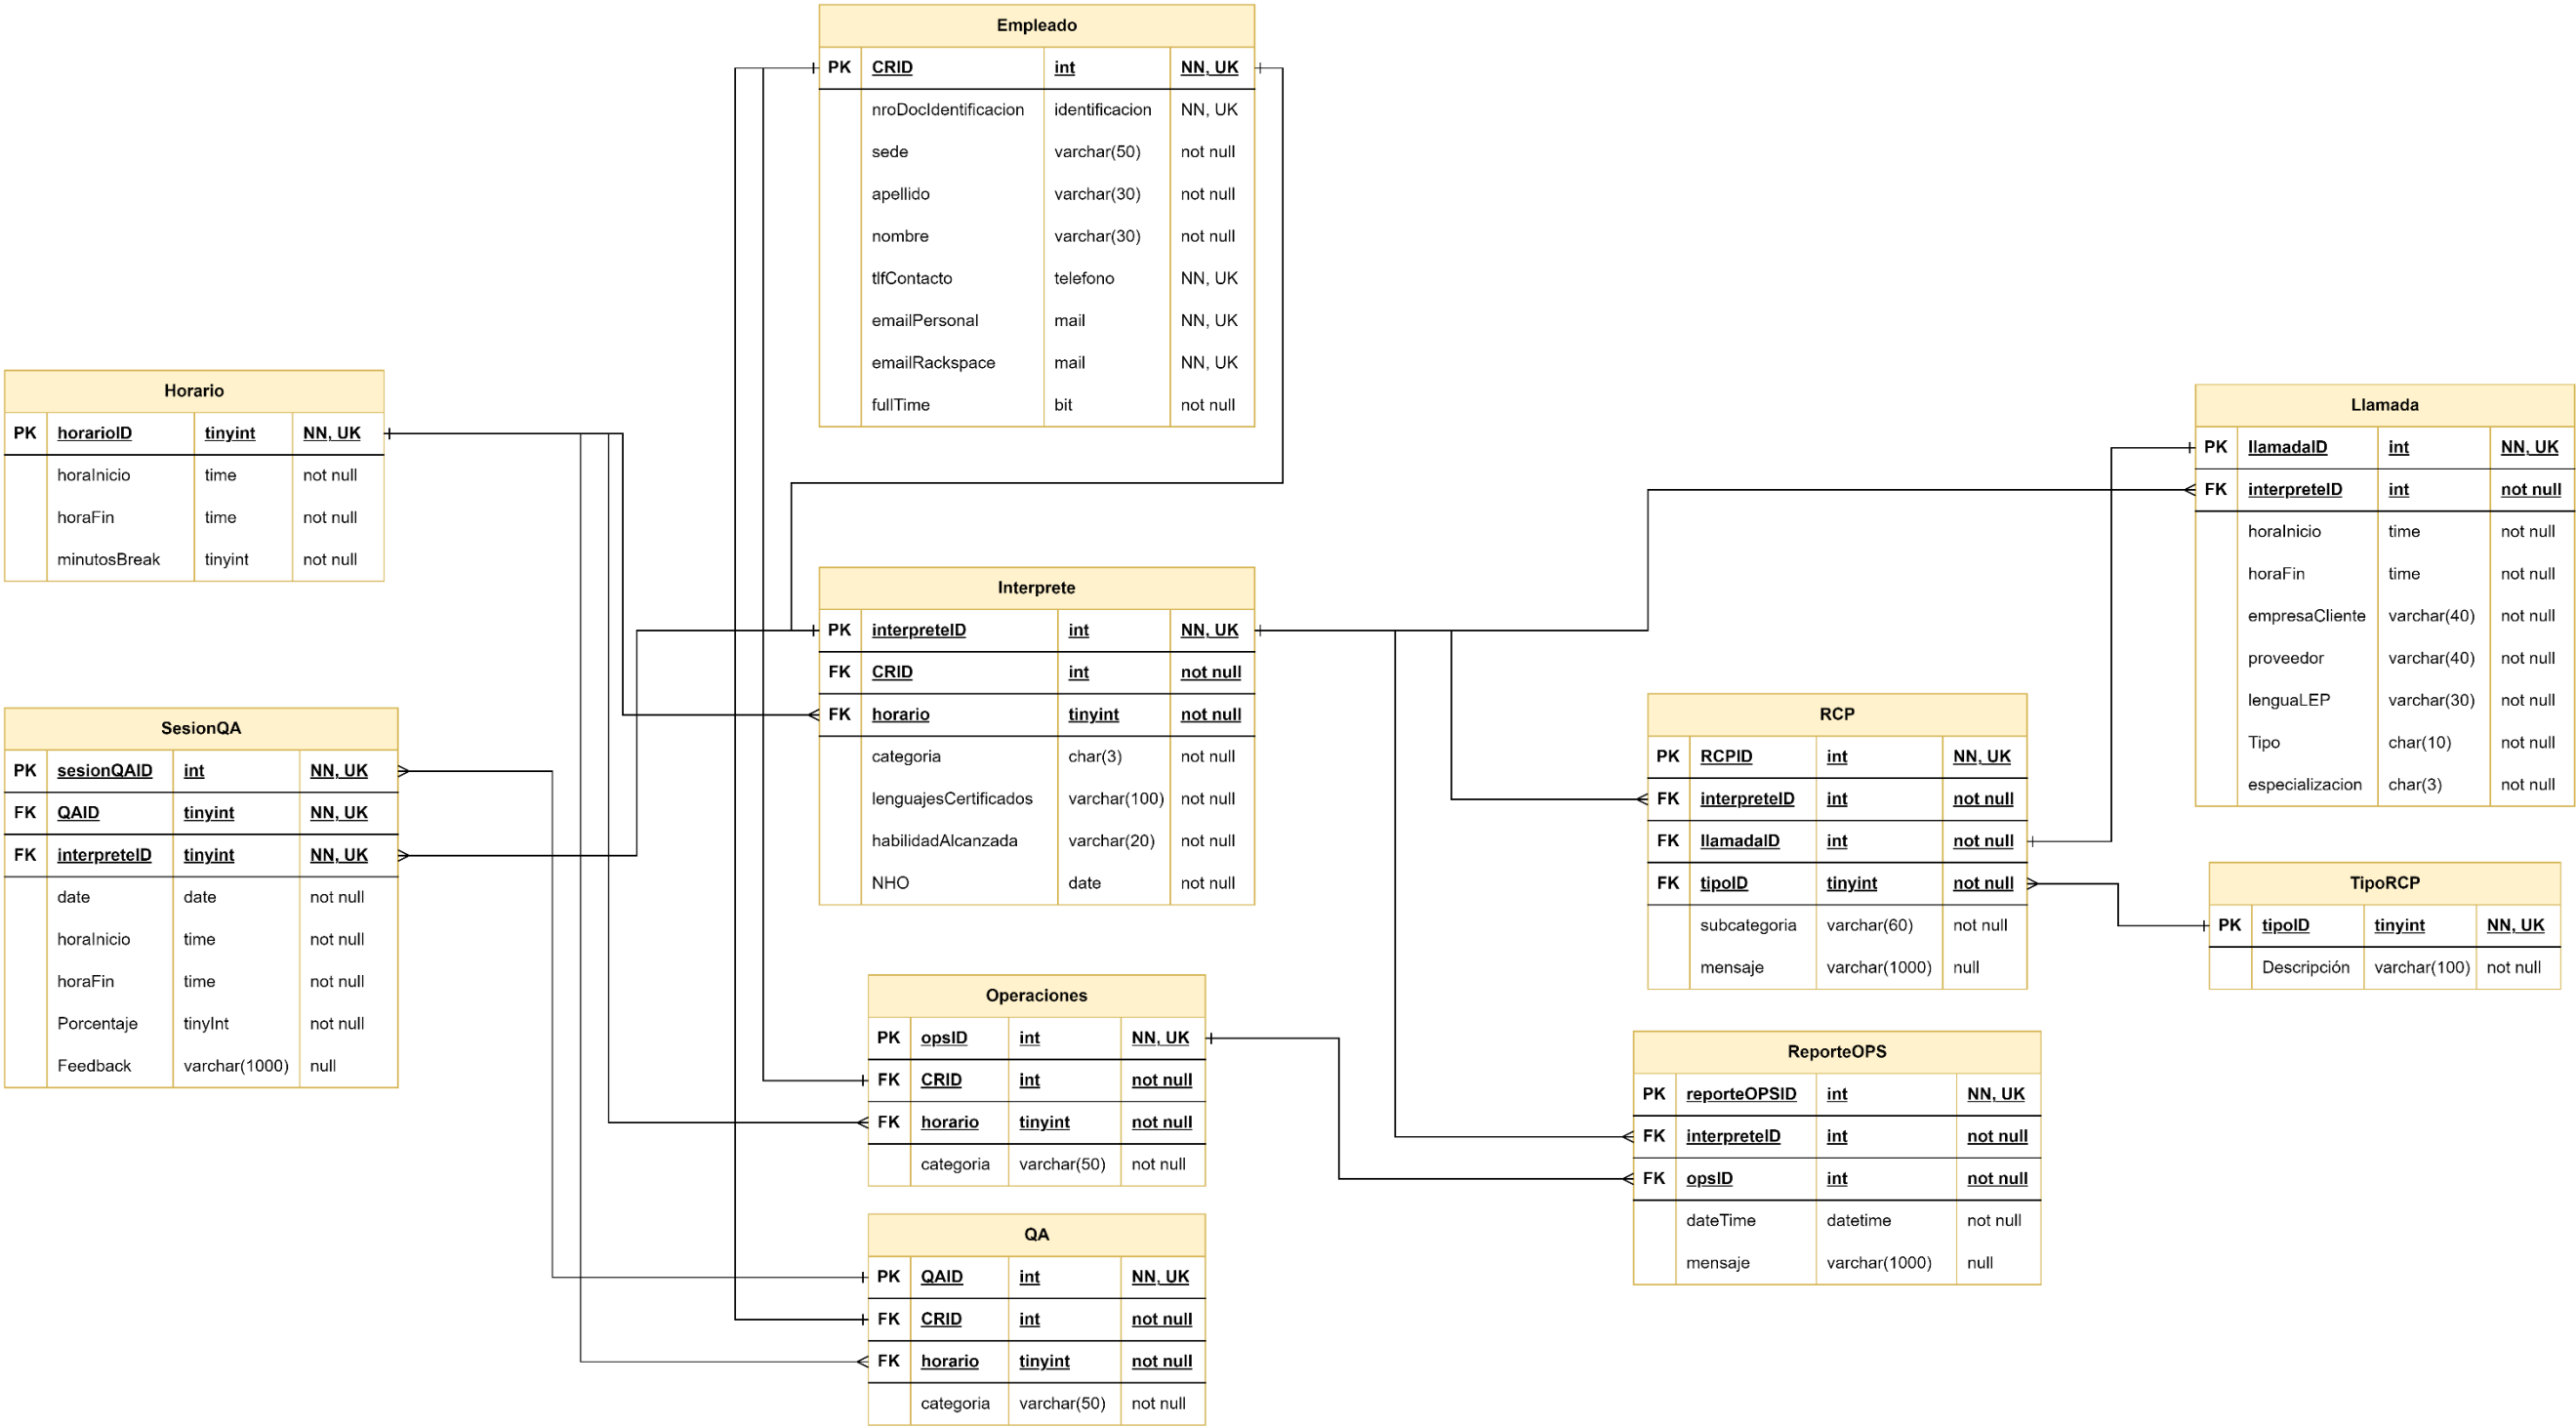 Empleado
PK CRID int NN, UK
nroDocIdentificacion identificacion NN, UK
sede varchar(50) not null
apellido varchar(30) not null
nombre varchar(30) not null
tlfContacto telefono NN, UK
emailPersonal mail NN, UK
emailRackspace mail NN, UK
fullTime bit not null
Horario
PK horarioID tinyint NN, UK
horaInicio time not null
horaFin time not null
minutosBreak tinyint not null
Llamada
PK llamadaID int NN, UK
FK interpreteID int not null
horaInicio time not null
horaFin time not null
empresaCliente varchar(40) not null
proveedor varchar(40) not null
lenguaLEP varchar(30) not null
Tipo char(10) not null
especializacion char(3) not null
Interprete
PK interpreteID int NN, UK
FK CRID int not null
FK horario tinyint not null
categoria char(3) not null
lenguajesCertificados varchar(100) not null
habilidadAlcanzada varchar(20) not null
NHO date not null
SesionQA
PK sesionQAID int NN, UK
FK QAID tinyint NN, UK
FK interpreteID tinyint NN, UK
date date not null
horaInicio time not null
horaFin time not null
Porcentaje tinyInt not null
Feedback varchar(1000) null
RCP
PK RCPID int NN, UK
FK interpreteID int not null
FK llamadaID int not null
FK tipoID tinyint not null
subcategoria varchar(60) not null
mensaje varchar(1000) null
TipoRCP
PK tipoID tinyint NN, UK
Descripción varchar(100) not null
Operaciones
PK opsID int NN, UK
FK CRID int not null
FK horario tinyint not null
categoria varchar(50) not null
ReporteOPS
PK reporteOPSID int NN, UK
FK interpreteID int not null
FK opsID int not null
dateTime datetime not null
mensaje varchar(1000) null
QA
PK QAID int NN, UK
FK CRID int not null
FK horario tinyint not null
categoria varchar(50) not null